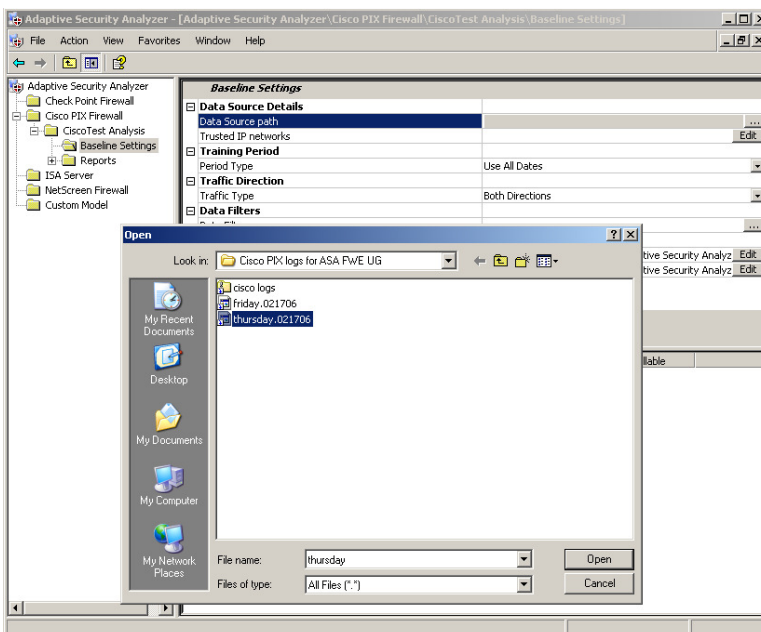 Adaptive Security Analyzer - [Adaptive Security Analyzer\Cisco PIX Firewall\CiscoTest Analysis\Baseline Settings]
File Action View Favorites Window Help
Adaptive Security Analyzer
Check Point Firewall
Cisco PIX Firewall
CiscoTest Analysis
Baseline Settings
Reports
ISA Server
NetScreen Firewall
Custom Model
Baseline Settings
Data Source Details
Data Source path ...
Trusted IP networks Edit
Training Period
Period Type Use All Dates
Traffic Direction
Traffic Type Both Directions
Data Filters
...
tive Security Analyz Edit
tive Security Analyz Edit
lable
Open
Look in: Cisco PIX logs for ASA FWE UG
cisco logs
friday.021706
thursday.021706
My Recent
Documents
Desktop
My Documents
My Computer
My Network
Places
File name: thursday Open
Files of type: All Files (*.*) Cancel